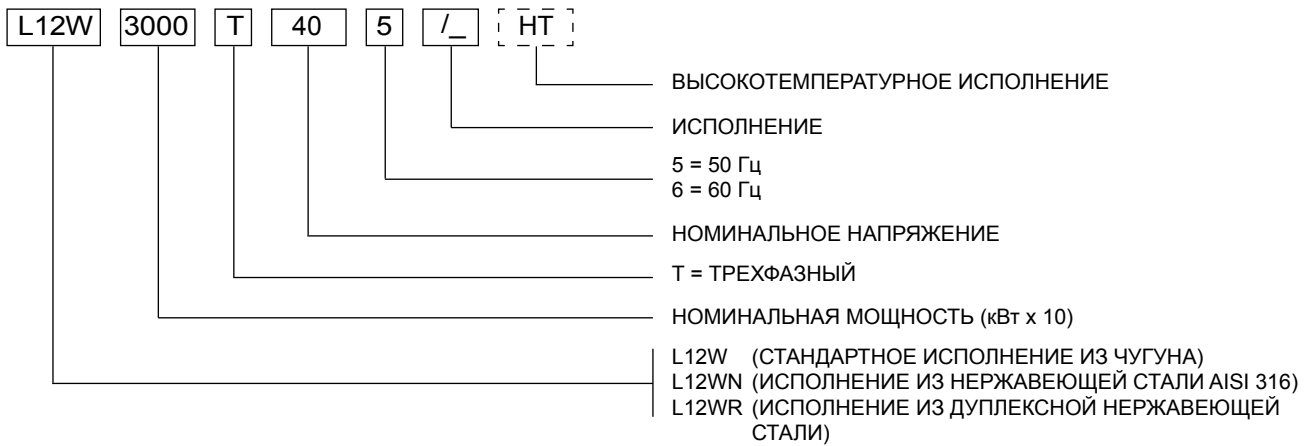 L12W 3000 T 40 5 /_ HT
ВЫСОКОТЕМПЕРАТУРНОЕ ИСПОЛНЕНИЕ
ИСПОЛНЕНИЕ
5 = 50 Гц
6 = 60 Гц
НОМИНАЛЬНОЕ НАПРЯЖЕНИЕ
T = ТРЕХФАЗНЫЙ
НОМИНАЛЬНАЯ МОЩНОСТЬ (кВт x 10)
L12W (СТАНДАРТНОЕ ИСПОЛНЕНИЕ ИЗ ЧУГУНА)
L12WN (ИСПОЛНЕНИЕ ИЗ НЕРЖАВЕЮЩЕЙ СТАЛИ AISI 316)
L12WR (ИСПОЛНЕНИЕ ИЗ ДУПЛЕКСНОЙ НЕРЖАВЕЮЩЕЙ
СТАЛИ)